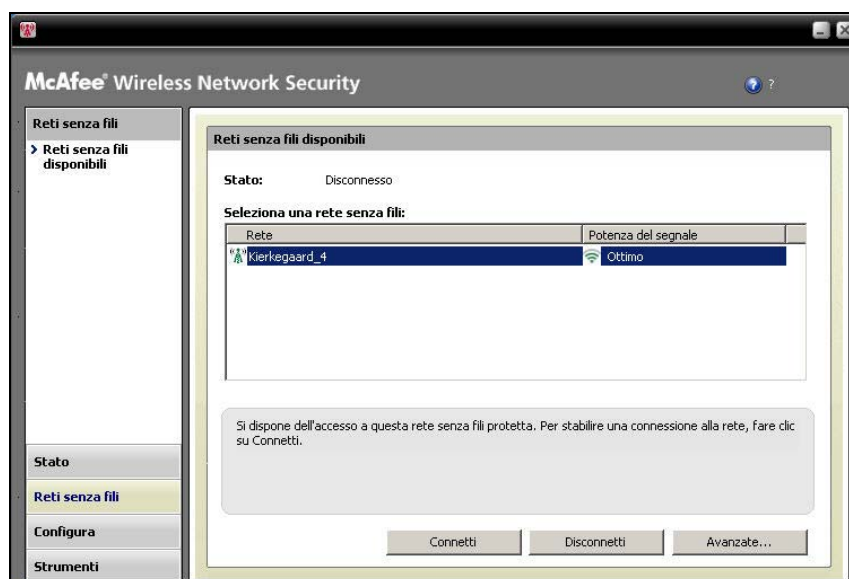 McAfee® Wireless Network Security
?
?
Reti senza fili
Reti senza fili
disponibili
Stato
Reti senza fili
Configura
Strumenti
Reti senza fili disponibili
Stato: Disconnesso
Seleziona una rete senza fili:
Rete Potenza del segnale
Kierkegaard_4 Ottimo
Si dispone dell'accesso a questa rete senza fili protetta. Per stabilire una connessione alla rete, fare clic
su Connetti.
Connetti Disconnetti Avanzate...